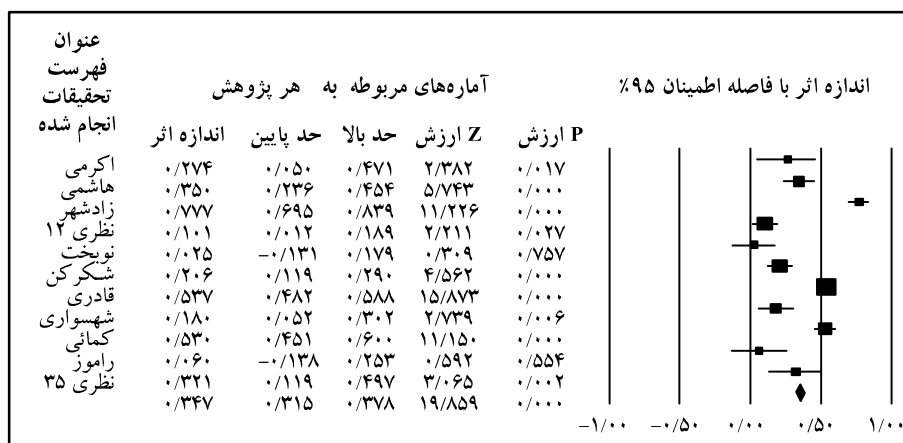 عنوان فهرست تحقیقات انجام شده
آماره‌های مربوطه به هر پژوهش
اندازه اثر با فاصله اطمینان ۹۵٪
اندازه اثر حد پایین حد بالا ارزش Z ارزش P
اکرمی ۰/۲۷۴ ۰/۰۵۰ ۰/۴۷۱ ۲/۳۸۲ ۰/۰۱۷
هاشمی ۰/۳۵۰ ۰/۲۳۶ ۰/۴۵۴ ۵/۷۴۳ ۰/۰۰۰
زادشهر ۰/۷۷۷ ۰/۶۹۵ ۰/۸۳۹ ۱۱/۲۲۶ ۰/۰۰۰
نظری ۱۲ ۰/۱۰۱ ۰/۰۱۲ ۰/۱۸۹ ۲/۲۱۱ ۰/۰۲۷
نوبخت ۰/۰۲۵ −۰/۱۳۱ ۰/۱۷۹ ۰/۳۰۹ ۰/۷۵۷
شکرکن ۰/۲۰۶ ۰/۱۱۹ ۰/۲۹۰ ۴/۵۶۲ ۰/۰۰۰
قادری ۰/۵۳۷ ۰/۴۸۲ ۰/۵۸۸ ۱۵/۸۷۳ ۰/۰۰۰
شهسواری ۰/۱۸۰ ۰/۰۵۲ ۰/۳۰۲ ۲/۷۳۹ ۰/۰۰۶
کمائی ۰/۵۳۰ ۰/۴۵۱ ۰/۶۰۰ ۱۱/۱۵۰ ۰/۰۰۰
راموز ۰/۰۶۰ −۰/۱۳۸ ۰/۲۵۳ ۰/۵۹۲ ۰/۵۵۴
نظری ۳۵ ۰/۳۲۱ ۰/۱۱۹ ۰/۴۹۷ ۳/۰۶۵ ۰/۰۰۲
۰/۳۴۷ ۰/۳۱۵ ۰/۳۷۸ ۱۹/۸۵۹ ۰/۰۰۰
−۱/۰۰ −۰/۵۰ ۰/۰۰ ۰/۵۰ ۱/۰۰